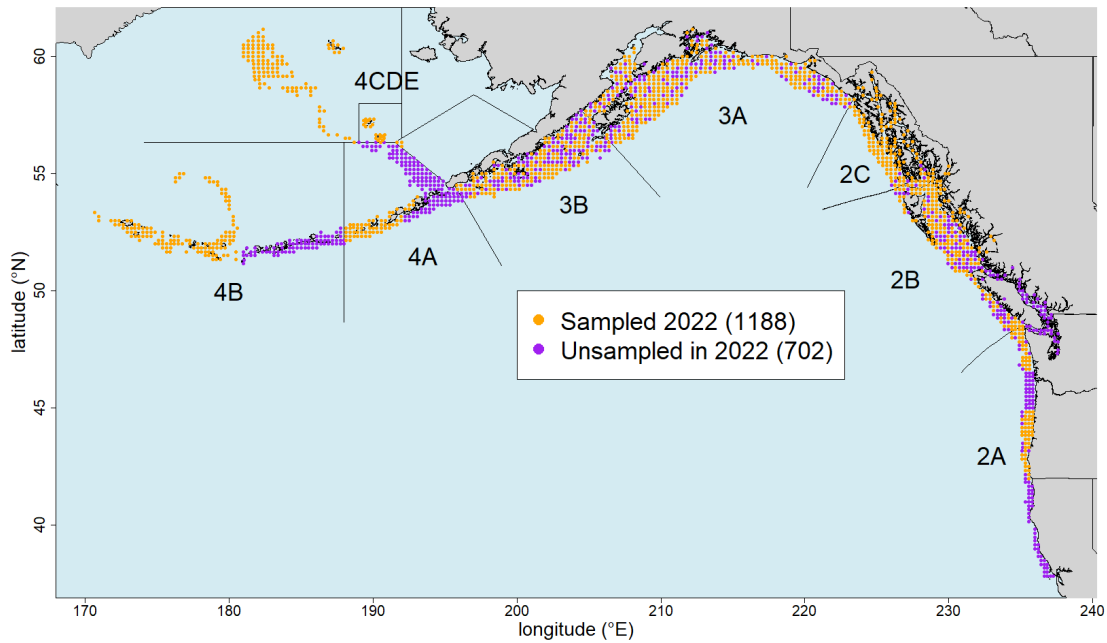 60
55
50
45
40
latitude (°N)
4CDE
3A
2C
3B
4A
4B
2B
2A
Sampled 2022 (1188)
Unsampled in 2022 (702)
170
180
190
200
210
220
230
240
longitude (°E)